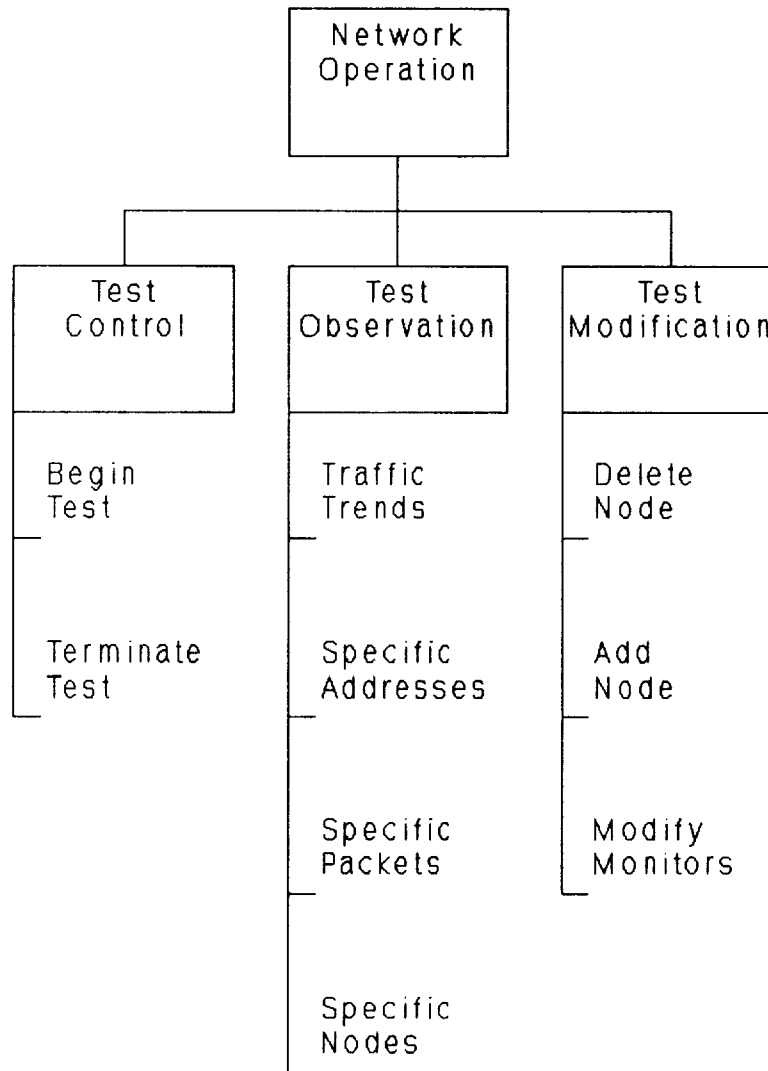 Network
Operation
Test
Control
Test
Observation
Test
Modification
Begin
Test
Terminate
Test
Traffic
Trends
Specific
Addresses
Specific
Packets
Specific
Nodes
Delete
Node
Add
Node
Modify
Monitors